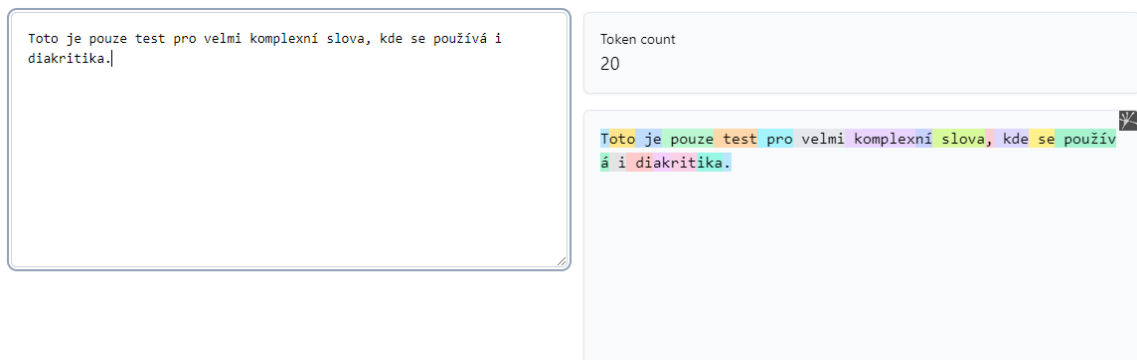 Toto je pouze test pro velmi komplexní slova, kde se používá i
diakritika.
Token count
20
Toto je pouze test pro velmi komplexní slova, kde se použív
á i diakritika.